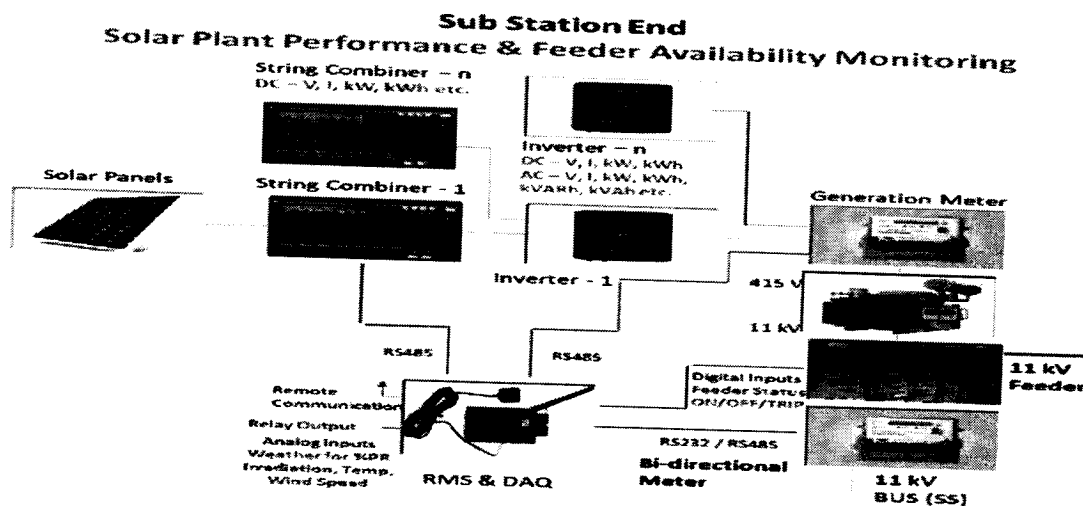 Sub Station End
Solar Plant Performance & Feeder Availability Monitoring
String Combiner – n
DC – V, I, kW, kWh etc.
Inverter – n
DC – V, I, kW, kWh
AC – V, I, kW, kWh,
kVARh, kVAh etc.
Solar Panels
String Combiner - 1
Generation Meter
Inverter - 1
415 V
11 kV
RS485
RS485
11 kV
Feeder
Digital Inputs
Feeder Status
ON/OFF/TRIP
Remote
Communication
Relay Output
Analog Inputs
Weather for %PR
Irradiation, Temp,
Wind Speed
RMS & DAQ
RS232 / RS485
Bi-directional
Meter
11 kV
BUS (SS)